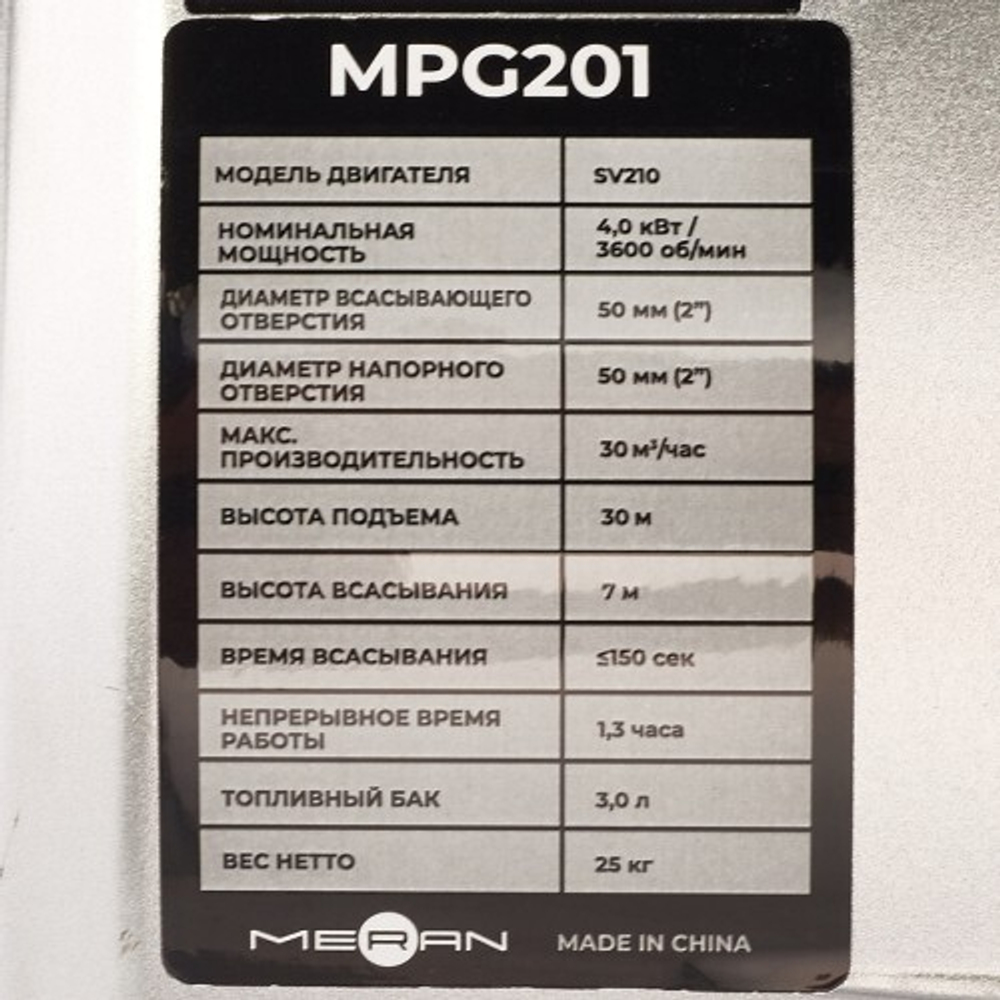 MPG201
МОДЕЛЬ ДВИГАТЕЛЯ
SV210
НОМИНАЛЬНАЯ
МОЩНОСТЬ
4,0 кВт /
3600 об/мин
ДИАМЕТР ВСАСЫВАЮЩЕГО
ОТВЕРСТИЯ
50 мм (2”)
ДИАМЕТР НАПОРНОГО
ОТВЕРСТИЯ
50 мм (2”)
МАКС.
ПРОИЗВОДИТЕЛЬНОСТЬ
30 м³/час
ВЫСОТА ПОДЪЕМА
30 м
ВЫСОТА ВСАСЫВАНИЯ
7 м
ВРЕМЯ ВСАСЫВАНИЯ
≤150 сек
НЕПРЕРЫВНОЕ ВРЕМЯ
РАБОТЫ
1,3 часа
ТОПЛИВНЫЙ БАК
3,0 л
ВЕС НЕТТО
25 кг
MERAN MADE IN CHINA